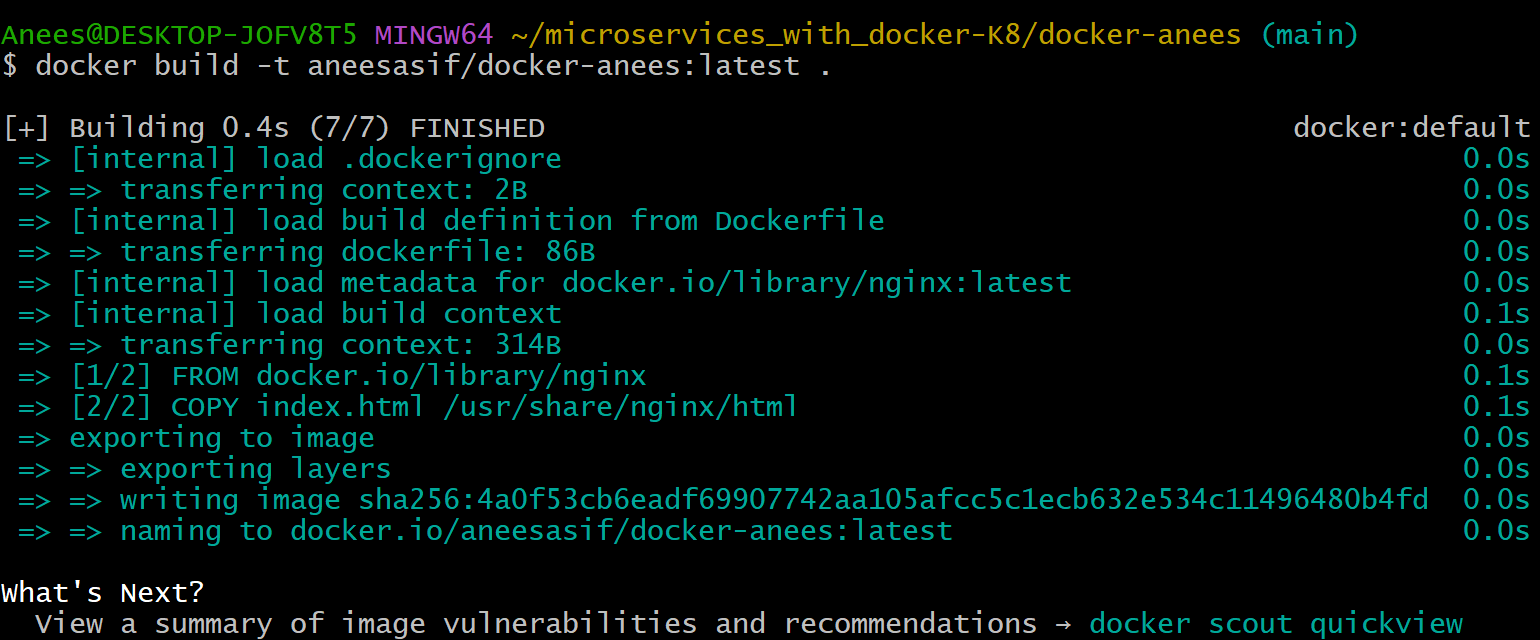 Anees@DESKTOP-JOFV8T5 MINGW64 ~/microservices_with_docker-K8/docker-anees (main)
$ docker build -t aneesasif/docker-anees:latest .
[+] Building 0.4s (7/7) FINISHED docker:default
=> [internal] load .dockerignore 0.0s
=> => transferring context: 2B 0.0s
=> [internal] load build definition from Dockerfile 0.0s
=> => transferring dockerfile: 86B 0.0s
=> [internal] load metadata for docker.io/library/nginx:latest 0.0s
=> [internal] load build context 0.1s
=> => transferring context: 314B 0.0s
=> [1/2] FROM docker.io/library/nginx 0.1s
=> [2/2] COPY index.html /usr/share/nginx/html 0.1s
=> exporting to image 0.0s
=> => exporting layers 0.0s
=> => writing image sha256:4a0f53cb6eadf69907742aa105afcc5c1ecb632e534c11496480b4fd 0.0s
=> => naming to docker.io/aneesasif/docker-anees:latest 0.0s
What's Next?
View a summary of image vulnerabilities and recommendations → docker scout quickview